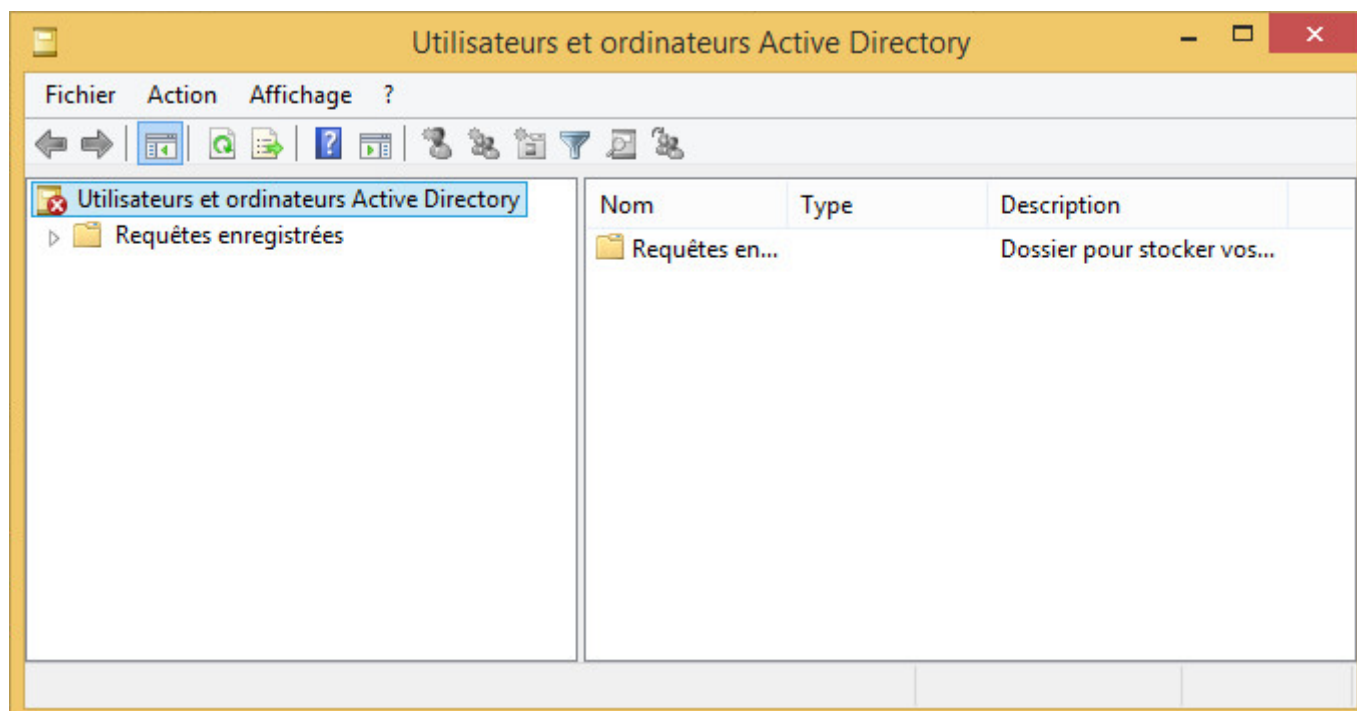 Utilisateurs et ordinateurs Active Directory
Fichier Action Affichage ?
Utilisateurs et ordinateurs Active Directory
Requêtes enregistrées
Nom Type Description
Requêtes en... Dossier pour stocker vos...